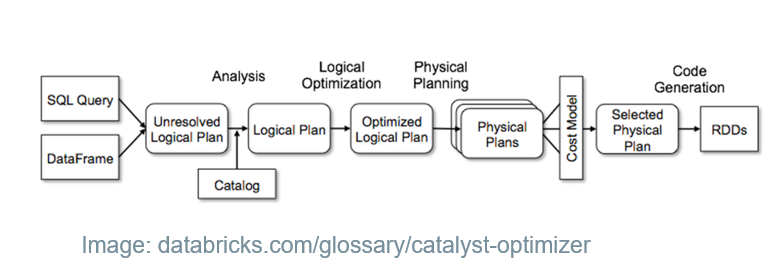 Analysis
Logical
Optimization
Physical
Planning
Code
Generation
SQL Query
DataFrame
Unresolved
Logical Plan
Catalog
Logical Plan
Optimized
Logical Plan
Physical
Plans
Cost Model
Selected
Physical
Plan
RDDs
Image: databricks.com/glossary/catalyst-optimizer